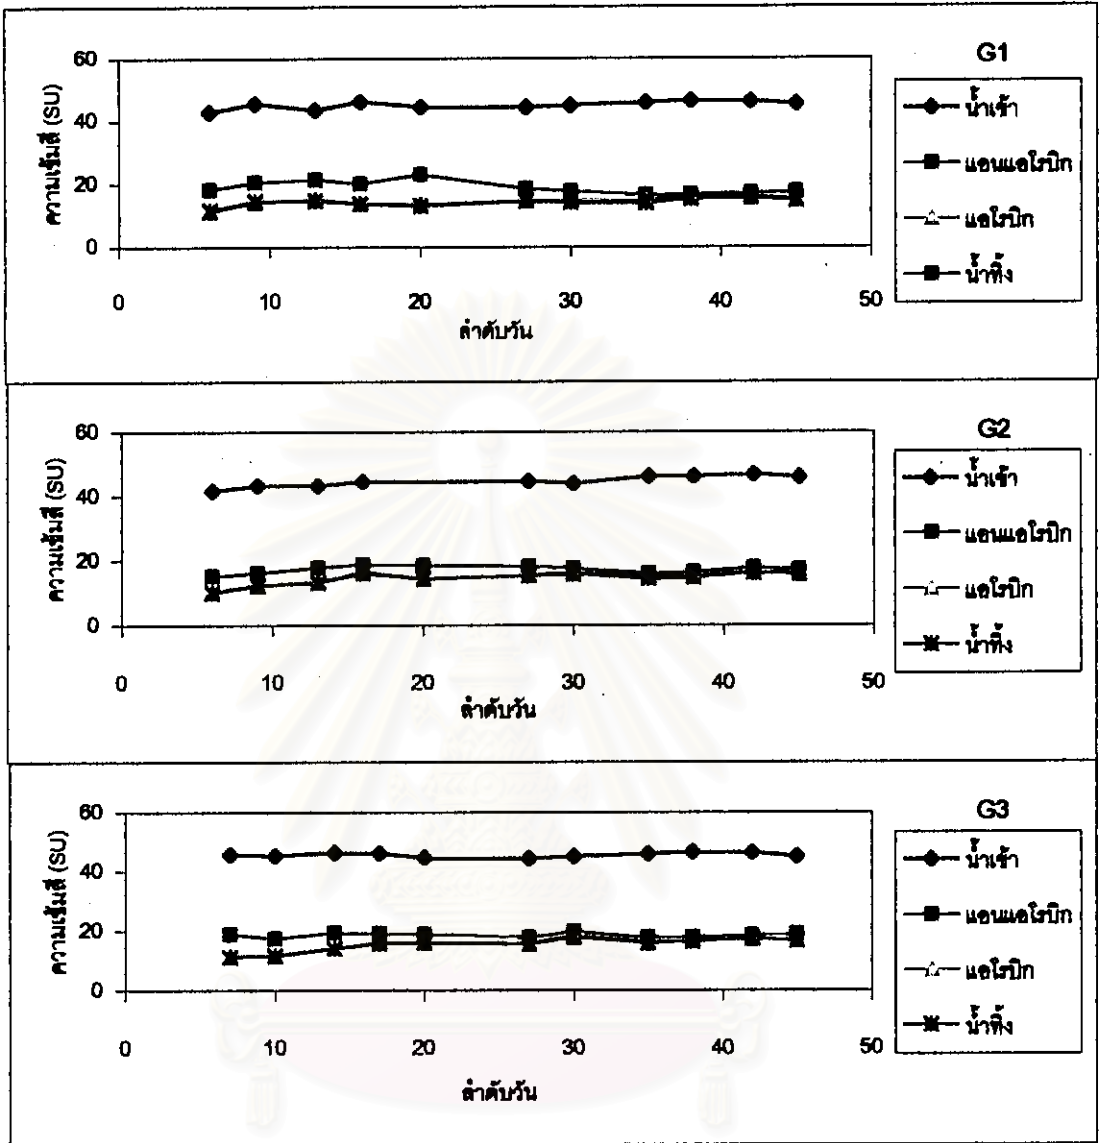 G1
60
40
20
0
ความเข้มสี (SU)
0 10 20 30 40 50
ลำดับวัน
น้ำเข้า
แอนแอโรบิก
แอโรบิก
น้ำทิ้ง
G2
60
40
20
0
ความเข้มสี (SU)
0 10 20 30 40 50
ลำดับวัน
น้ำเข้า
แอนแอโรบิก
แอโรบิก
น้ำทิ้ง
G3
60
40
20
0
ความเข้มสี (SU)
0 10 20 30 40 50
ลำดับวัน
น้ำเข้า
แอนแอโรบิก
แอโรบิก
น้ำทิ้ง